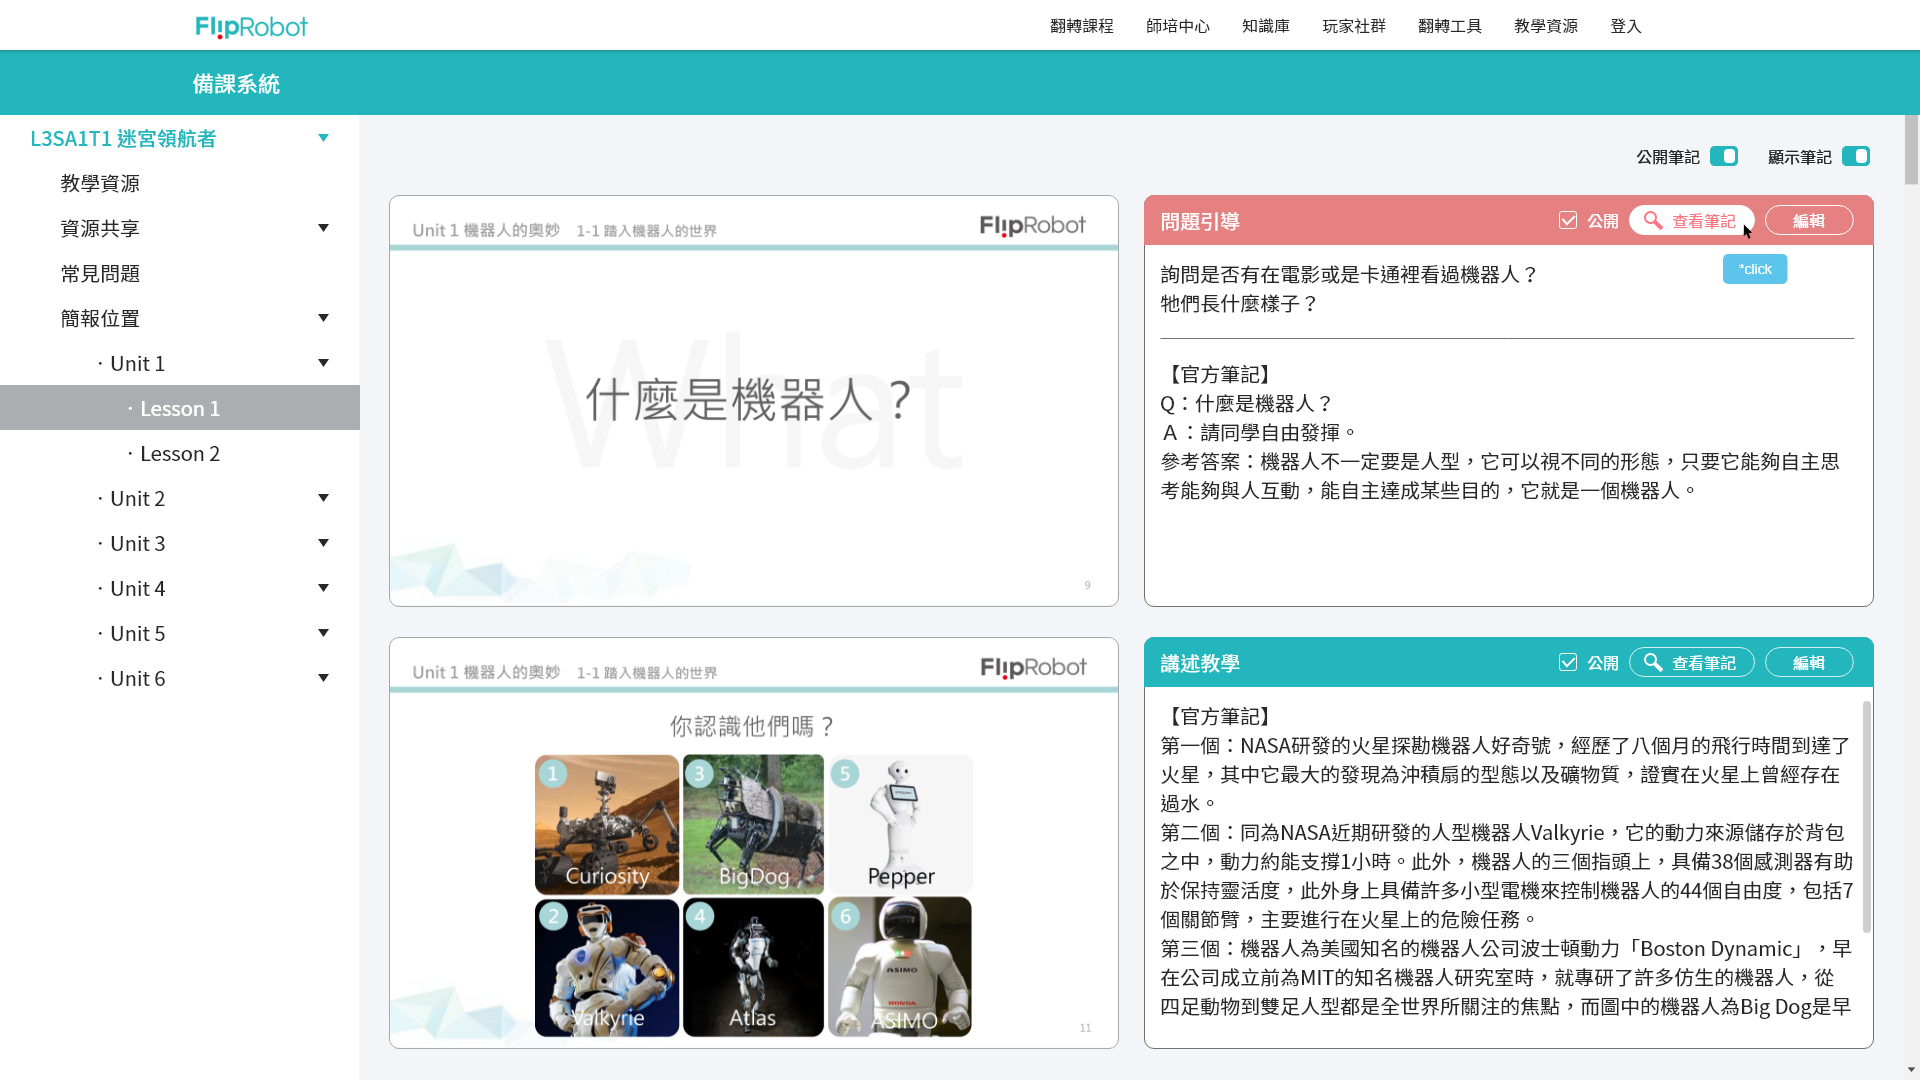 FlipRobot
翻轉課程
師培中心
知識庫
玩家社群
翻轉工具
教學資源
登入
備課系統
L3SA1T1 迷宮領航者
教學資源
資源共享
常見問題
簡報位置
· Unit 1
· Lesson 1
· Lesson 2
· Unit 2
· Unit 3
· Unit 4
· Unit 5
· Unit 6
公開筆記
顯示筆記
Unit 1 機器人的奧妙 1-1 踏入機器人的世界
FlipRobot
What
什麼是機器人？
9
問題引導
公開
查看筆記
編輯
*click
詢問是否有在電影或是卡通裡看過機器人？
牠們長什麼樣子？
【官方筆記】
Q：什麼是機器人？
Ａ：請同學自由發揮。
參考答案：機器人不一定要是人型，它可以視不同的形態，只要它能夠自主思
考能夠與人互動，能自主達成某些目的，它就是一個機器人。
Unit 1 機器人的奧妙 1-1 踏入機器人的世界
FlipRobot
你認識他們嗎？
1
Curiosity
3
BigDog
5
Pepper
2
Valkyrie
4
Atlas
6
ASIMO
HONDA
ASIMO
11
講述教學
公開
查看筆記
編輯
【官方筆記】
第一個：NASA研發的火星探勘機器人好奇號，經歷了八個月的飛行時間到達了
火星，其中它最大的發現為沖積扇的型態以及礦物質，證實在火星上曾經存在
過水。
第二個：同為NASA近期研發的人型機器人Valkyrie，它的動力來源儲存於背包
之中，動力約能支撐1小時。此外，機器人的三個指頭上，具備38個感測器有助
於保持靈活度，此外身上具備許多小型電機來控制機器人的44個自由度，包括7
個關節臂，主要進行在火星上的危險任務。
第三個：機器人為美國知名的機器人公司波士頓動力「Boston Dynamic」，早
在公司成立前為MIT的知名機器人研究室時，就專研了許多仿生的機器人，從
四足動物到雙足人型都是全世界所關注的焦點，而圖中的機器人為Big Dog是早